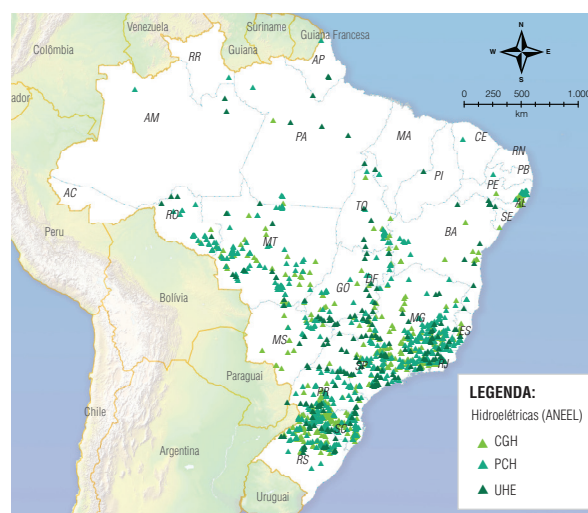 Venezuela
Suriname
Guiana Francesa
Colômbia
Guiana
RR
AP
ador
AM
PA
MA
CE
RN
PB
PI
PE
AL
SE
AC
RO
TO
BA
Peru
MT
DF
GO
Bolívia
MG
ES
MS
SP
RJ
Paraguai
PR
SC
Chile
RS
Argentina
Uruguai
N
W
E
S
0 250 500 1.000
km
LEGENDA:
Hidroelétricas (ANEEL)
CGH
PCH
UHE